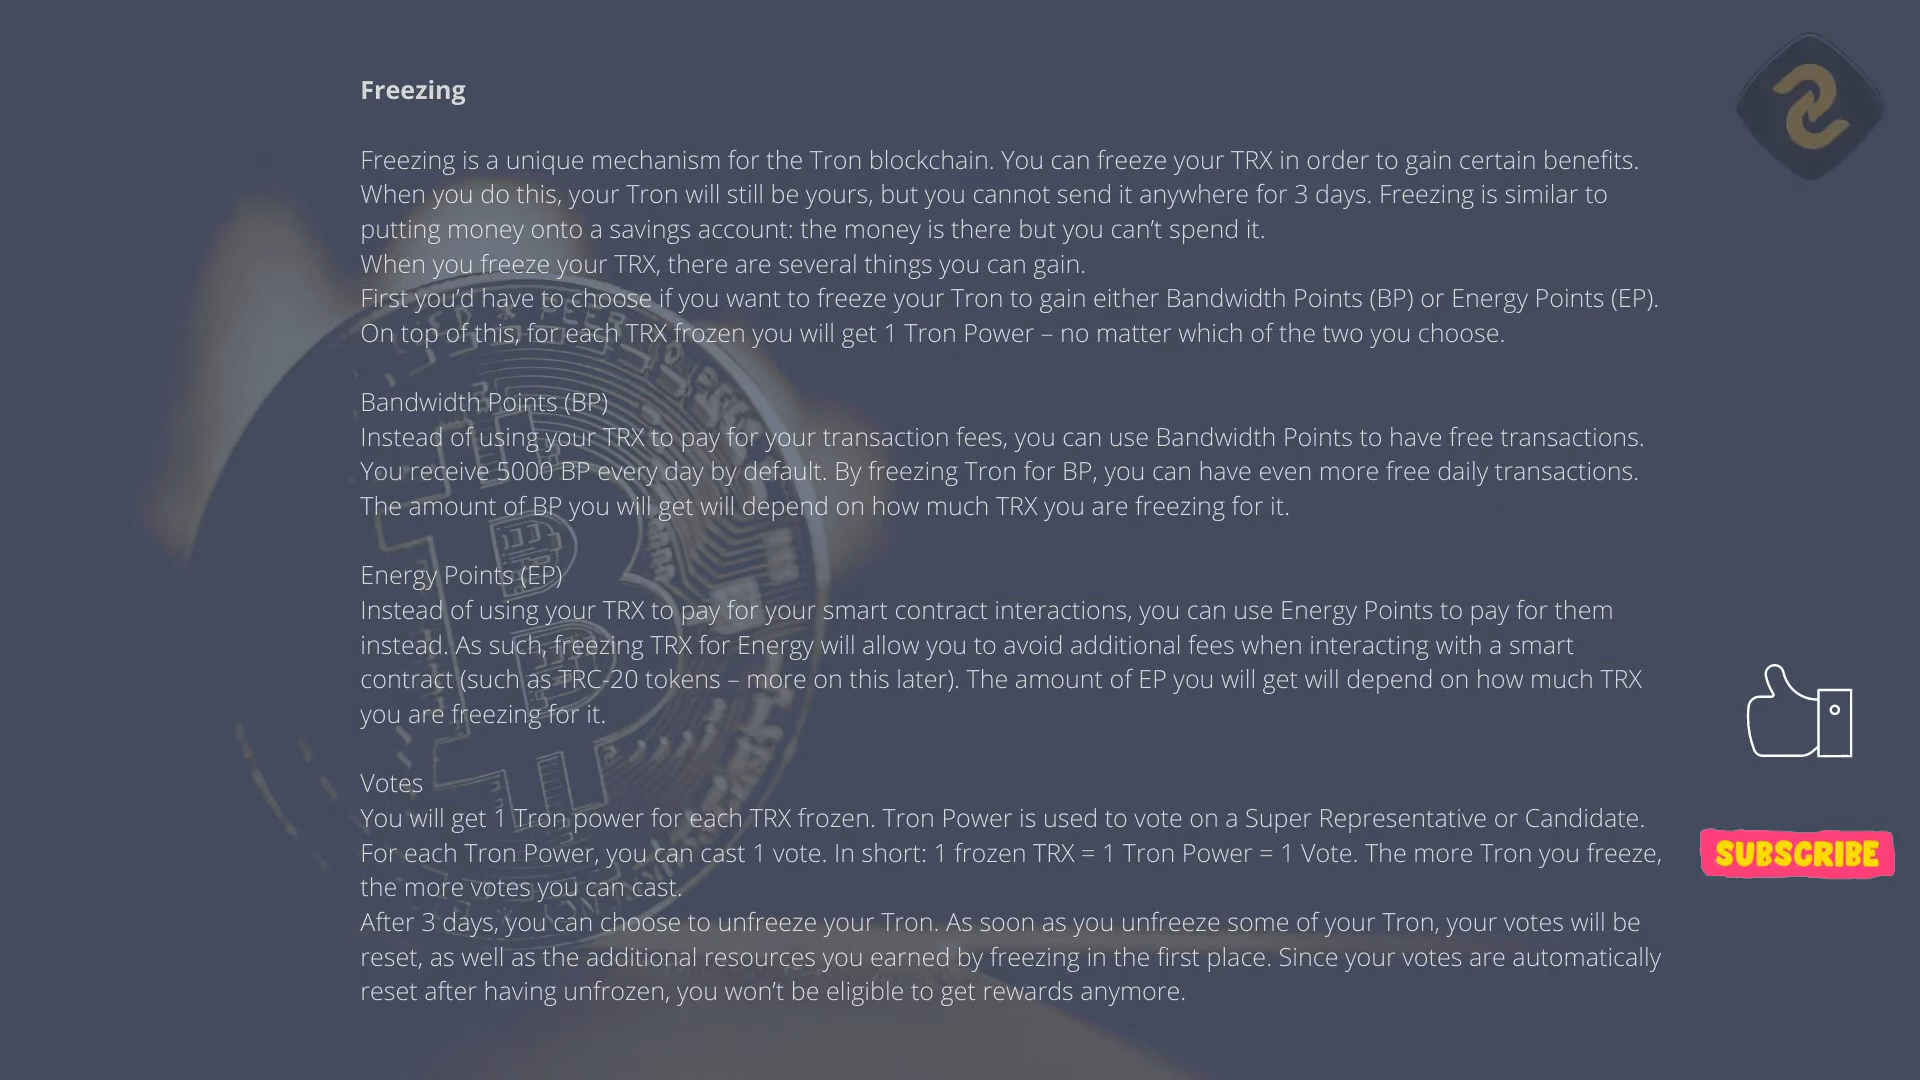 Freezing
Freezing is a unique mechanism for the Tron blockchain. You can freeze your TRX in order to gain certain benefits.
When you do this, your Tron will still be yours, but you cannot send it anywhere for 3 days. Freezing is similar to
putting money onto a savings account: the money is there but you can’t spend it.
When you freeze your TRX, there are several things you can gain.
First you’d have to choose if you want to freeze your Tron to gain either Bandwidth Points (BP) or Energy Points (EP).
On top of this, for each TRX frozen you will get 1 Tron Power – no matter which of the two you choose.
Bandwidth Points (BP)
Instead of using your TRX to pay for your transaction fees, you can use Bandwidth Points to have free transactions.
You receive 5000 BP every day by default. By freezing Tron for BP, you can have even more free daily transactions.
The amount of BP you will get will depend on how much TRX you are freezing for it.
Energy Points (EP)
Instead of using your TRX to pay for your smart contract interactions, you can use Energy Points to pay for them
instead. As such, freezing TRX for Energy will allow you to avoid additional fees when interacting with a smart
contract (such as TRC-20 tokens – more on this later). The amount of EP you will get will depend on how much TRX
you are freezing for it.
Votes
You will get 1 Tron power for each TRX frozen. Tron Power is used to vote on a Super Representative or Candidate.
For each Tron Power, you can cast 1 vote. In short: 1 frozen TRX = 1 Tron Power = 1 Vote. The more Tron you freeze,
the more votes you can cast.
After 3 days, you can choose to unfreeze your Tron. As soon as you unfreeze some of your Tron, your votes will be
reset, as well as the additional resources you earned by freezing in the first place. Since your votes are automatically
reset after having unfrozen, you won’t be eligible to get rewards anymore.
SUBSCRIBE